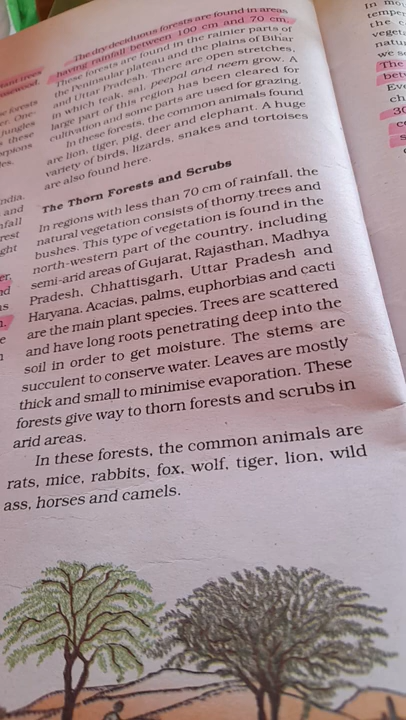 The dry deciduous forests are found in areas
having rainfall between 100 cm and 70 cm.
These forests are found in the rainier parts of
the Peninsular plateau and the plains of Bihar
and Uttar Pradesh. There are open stretches,
in which teak, sal, peepal and neem grow. A
large part of this region has been cleared for
cultivation and some parts are used for grazing.
In these forests, the common animals found
are lion, tiger, pig, deer and elephant. A huge
variety of birds, lizards, snakes and tortoises
are also found here.
The Thorn Forests and Scrubs
In regions with less than 70 cm of rainfall, the
natural vegetation consists of thorny trees and
bushes. This type of vegetation is found in the
north-western part of the country, including
semi-arid areas of Gujarat, Rajasthan, Madhya
Pradesh, Chhattisgarh, Uttar Pradesh and
Haryana. Acacias, palms, euphorbias and cacti
are the main plant species. Trees are scattered
and have long roots penetrating deep into the
soil in order to get moisture. The stems are
succulent to conserve water. Leaves are mostly
thick and small to minimise evaporation. These
forests give way to thorn forests and scrubs in
arid areas.
In these forests, the common animals are
rats, mice, rabbits, fox, wolf, tiger, lion, wild
ass, horses and camels.